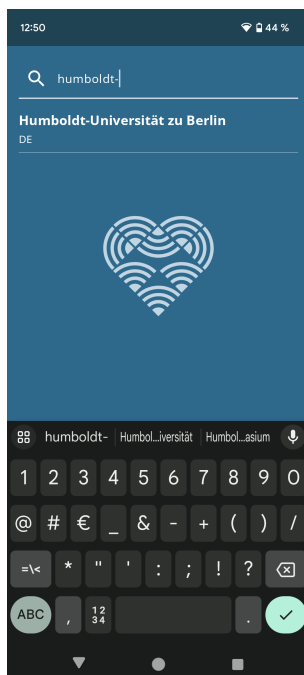 12:50 44 %
humboldt-
Humboldt-Universität zu Berlin
DE
humboldt- Humbol...iversität Humbol...asium
1 2 3 4 5 6 7 8 9 0
@ # € _ & - + ( ) /
=\< * " ' : ; ! ?
ABC , 12 .
34